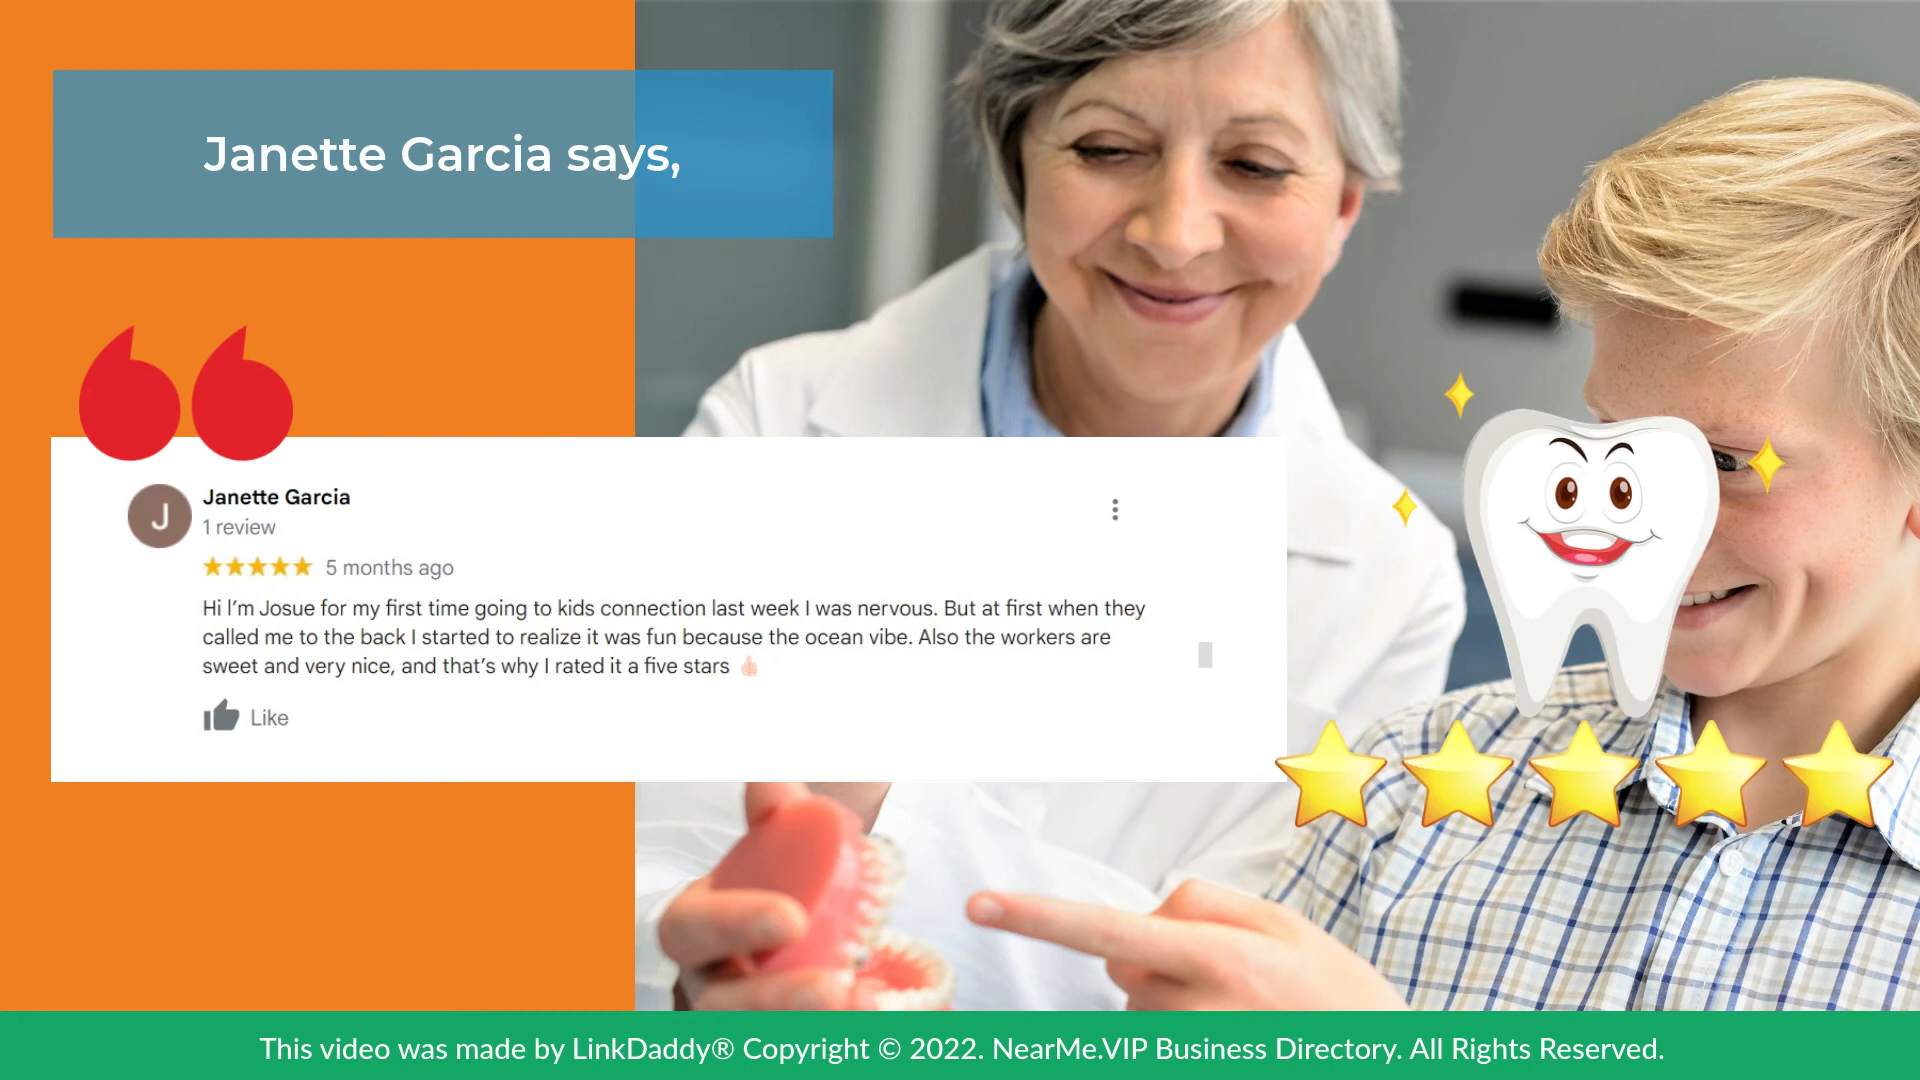 Janette Garcia says,
J
Janette Garcia
1 review
5 months ago
Hi I'm Josue for my first time going to kids connection last week I was nervous. But at first when they
called me to the back I started to realize it was fun because the ocean vibe. Also the workers are
sweet and very nice, and that's why I rated it a five stars 👍🏻
Like
This video was made by LinkDaddy® Copyright © 2022. NearMe.VIP Business Directory. All Rights Reserved.